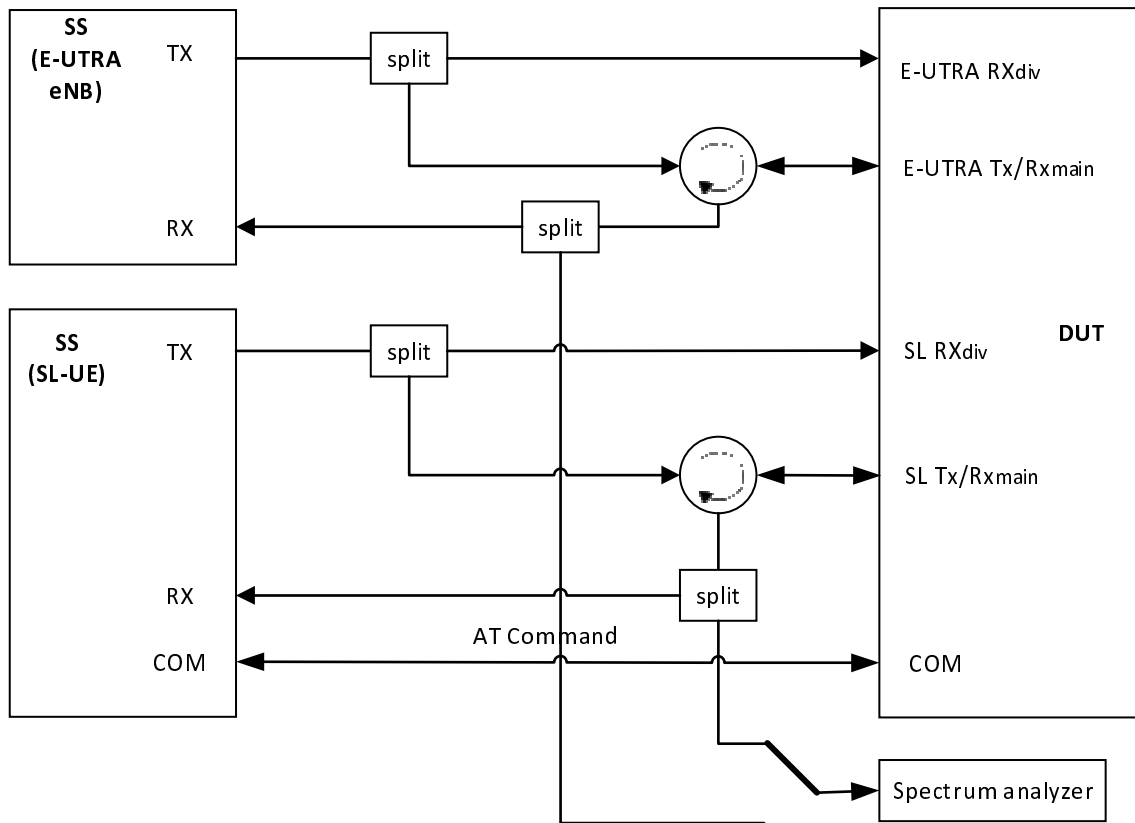 SS
(E-UTRA
eNB)
TX
split
E-UTRA RXdiv
E-UTRA Tx/Rxmain
RX
split
SS
(SL-UE)
TX
split
SL RXdiv
DUT
SL Tx/Rxmain
RX
split
AT Command
COM
COM
Spectrum analyzer